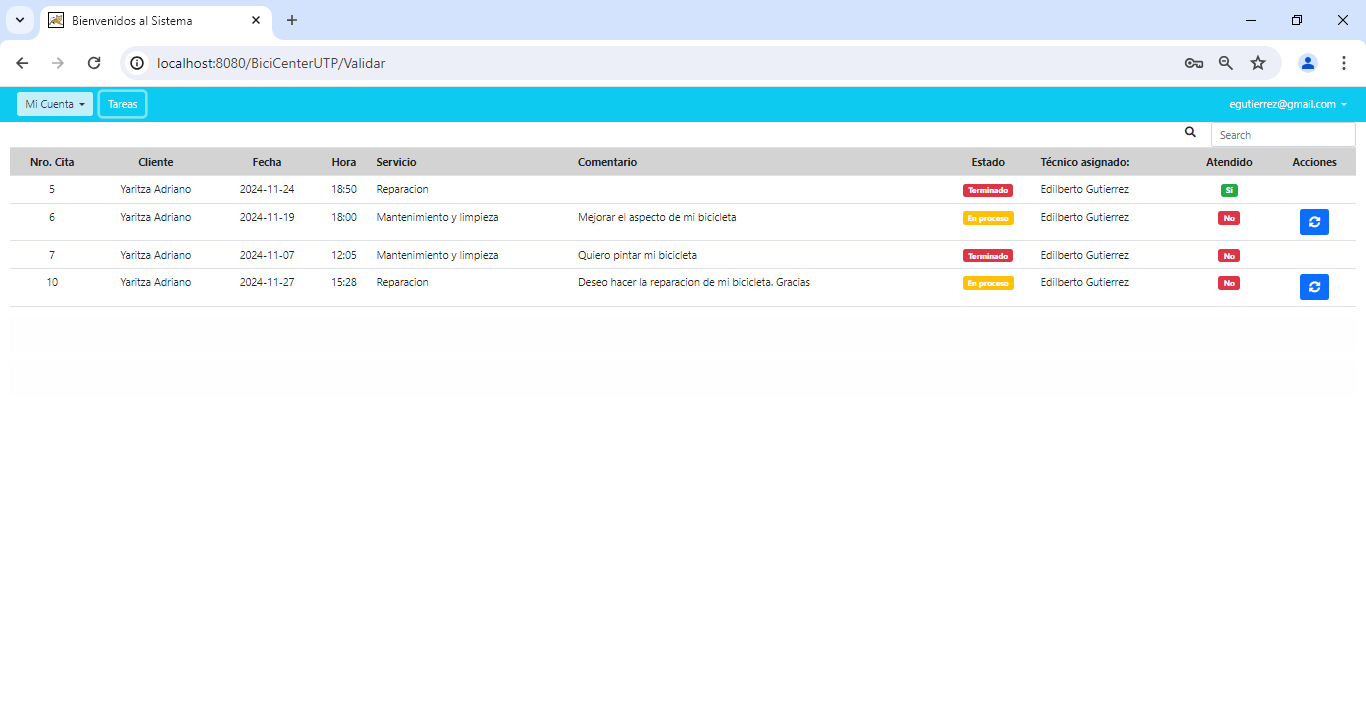 Bienvenidos al Sistema
localhost:8080/BiciCenterUTP/Validar
Mi Cuenta Tareas egutierrez@gmail.com
Search
Nro. Cita Cliente Fecha Hora Servicio Comentario Estado Técnico asignado: Atendido Acciones
5 Yaritza Adriano 2024-11-24 18:50 Reparacion Terminado Edilberto Gutierrez Si
6 Yaritza Adriano 2024-11-19 18:00 Mantenimiento y limpieza Mejorar el aspecto de mi bicicleta En proceso Edilberto Gutierrez No
7 Yaritza Adriano 2024-11-07 12:05 Mantenimiento y limpieza Quiero pintar mi bicicleta Terminado Edilberto Gutierrez No
10 Yaritza Adriano 2024-11-27 15:28 Reparacion Deseo hacer la reparacion de mi bicicleta. Gracias En proceso Edilberto Gutierrez No